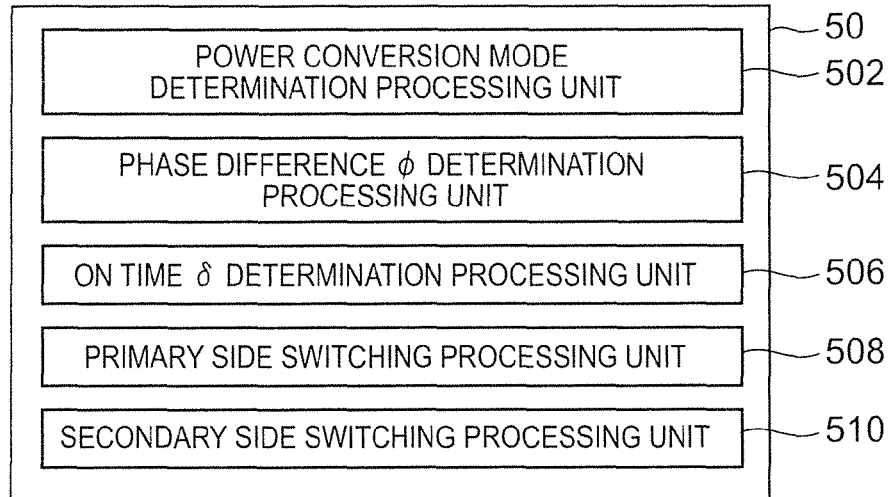 50
POWER CONVERSION MODE
DETERMINATION PROCESSING UNIT
502
PHASE DIFFERENCE ϕ DETERMINATION
PROCESSING UNIT
504
ON TIME δ DETERMINATION PROCESSING UNIT
506
PRIMARY SIDE SWITCHING PROCESSING UNIT
508
SECONDARY SIDE SWITCHING PROCESSING UNIT
510